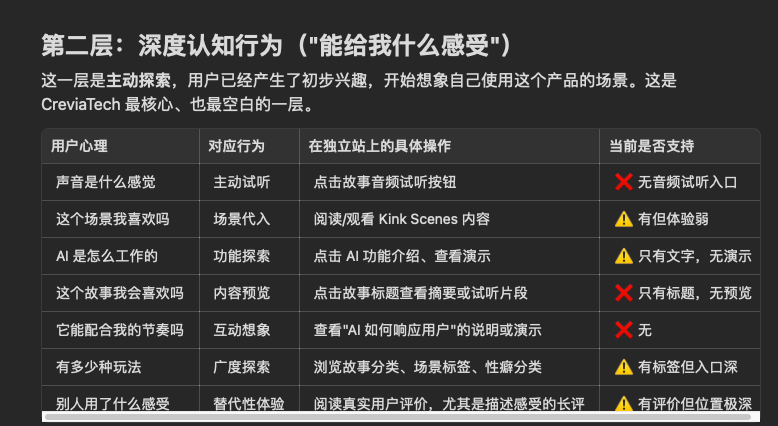 第二层：深度认知行为（"能给我什么感受"）
这一层是主动探索，用户已经产生了初步兴趣，开始想象自己使用这个产品的场景。这是
CreviaTech 最核心、也最空白的一层。
用户心理 对应行为 在独立站上的具体操作 当前是否支持
声音是什么感觉 主动试听 点击故事音频试听按钮 ❌ 无音频试听入口
这个场景我喜欢吗 场景代入 阅读/观看 Kink Scenes 内容 ⚠️ 有但体验弱
AI 是怎么工作的 功能探索 点击 AI 功能介绍、查看演示 ⚠️ 只有文字，无演示
这个故事我会喜欢吗 内容预览 点击故事标题查看摘要或试听片段 ❌ 只有标题，无预览
它能配合我的节奏吗 互动想象 查看"AI 如何响应用户"的说明或演示 ❌ 无
有多少种玩法 广度探索 浏览故事分类、场景标签、性癖分类 ⚠️ 有标签但入口深
别人用了什么感受 替代性体验 阅读真实用户评价，尤其是描述感受的长评 ⚠️ 有评价但位置极深